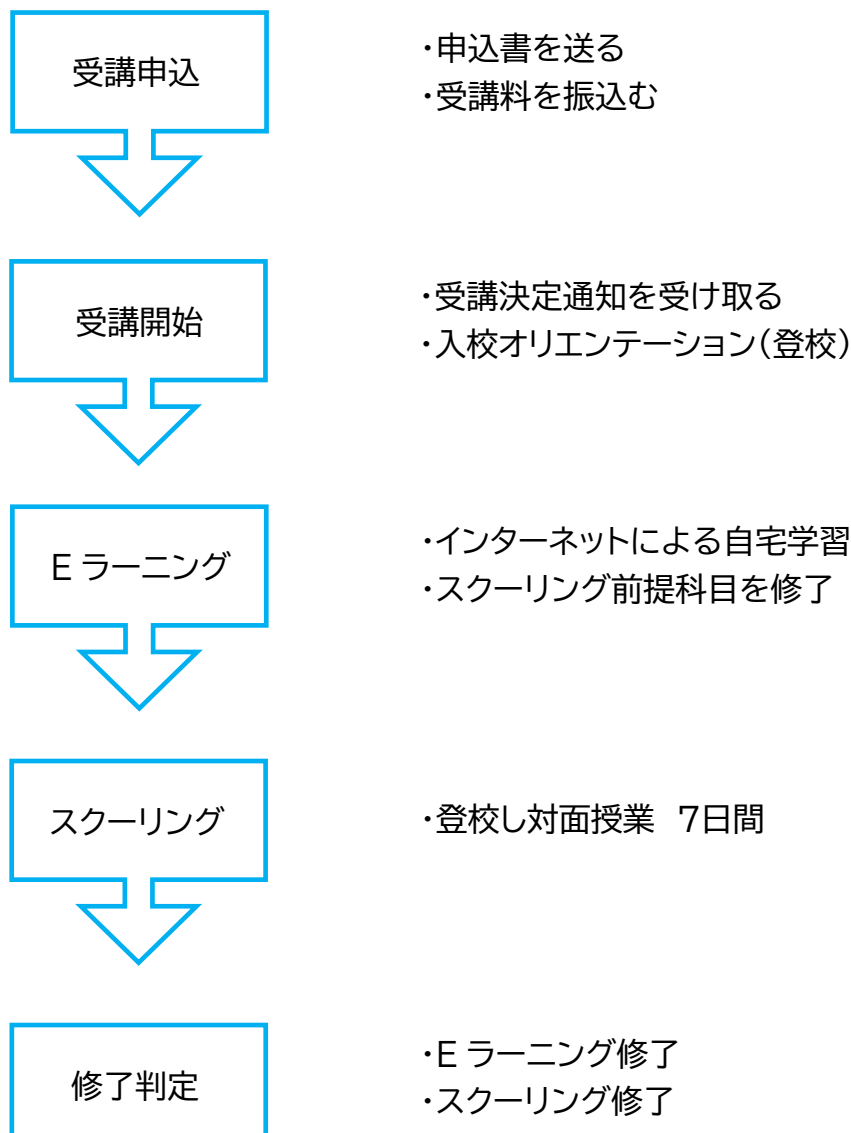 受講申込
・申込書を送る
・受講料を振込む
受講開始
・受講決定通知を受け取る
・入校オリエンテーション(登校)
E ラーニング
・インターネットによる自宅学習
・スクーリング前提科目を修了
スクーリング
・登校し対面授業　7日間
修了判定
・E ラーニング修了
・スクーリング修了